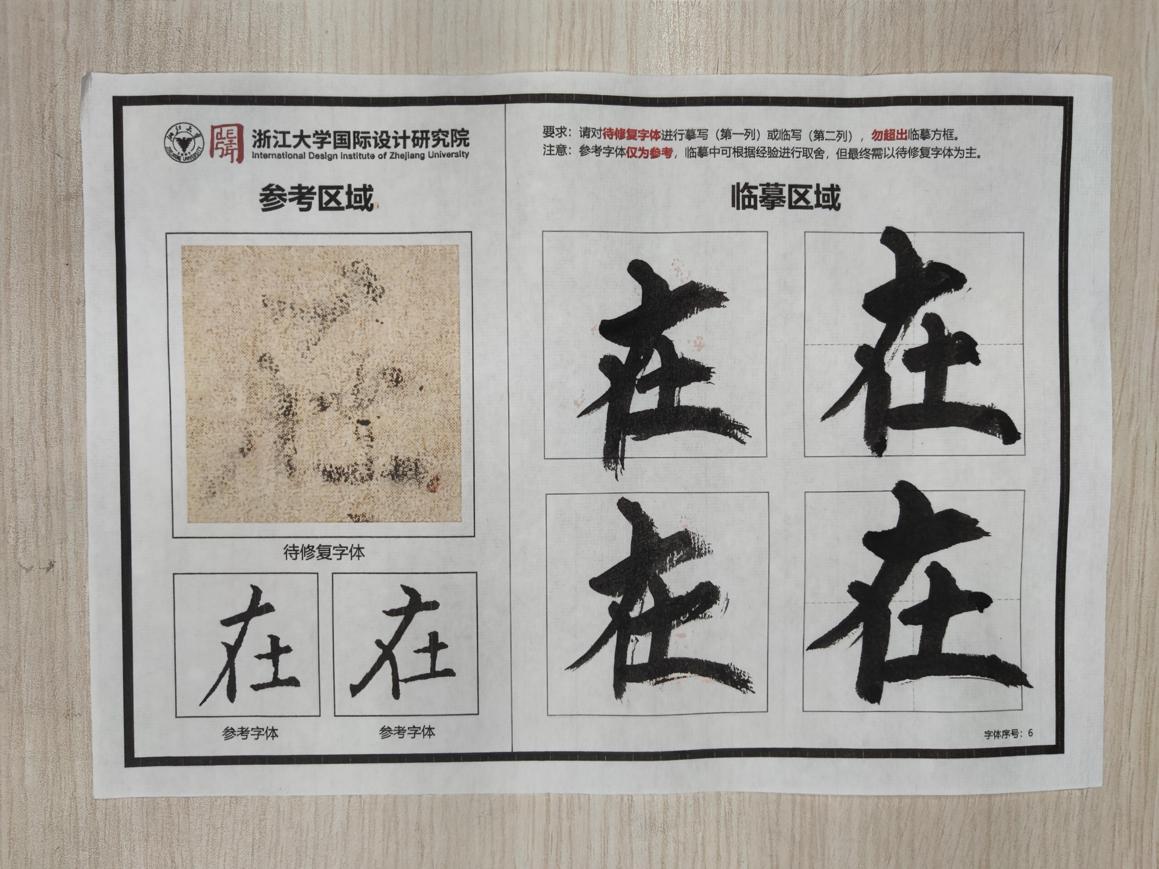 浙江大学国际设计研究院
International Design Institute of Zhejiang University
参考区域
待修复字体
在 在
参考字体 参考字体
要求：请对待修复字体进行摹写（第一列）或临写（第二列），勿超出临摹方框。
注意：参考字体仅为参考，临摹中可根据经验进行取舍，但最终需以待修复字体为主。
临摹区域
在 在
在 在
字体序号：6